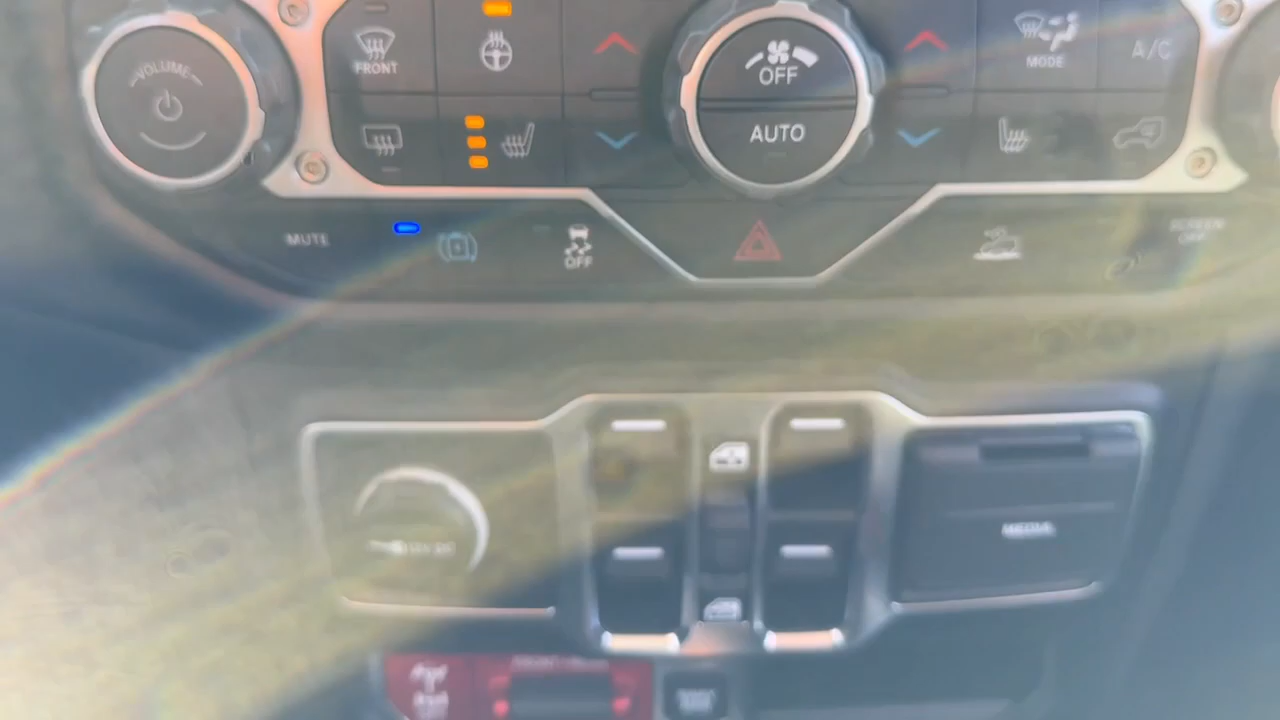 VOLUME
FRONT
OFF
AUTO
MODE
A/C
MUTE
OFF
SCREEN
OFF
MEDIA